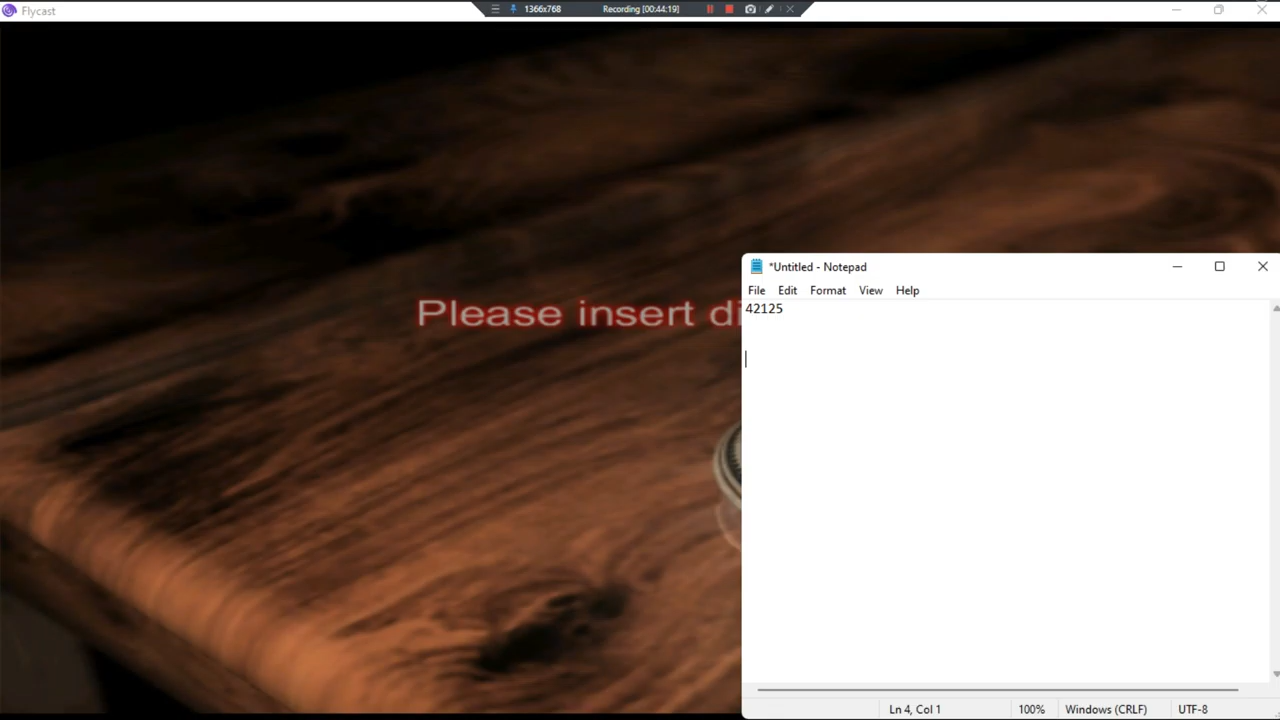 Flycast
1366x768
Recording [00:44:19]
Please insert
*Untitled - Notepad
File Edit Format View Help
42125
Ln 4, Col 1
100%
Windows (CRLF)
UTF-8